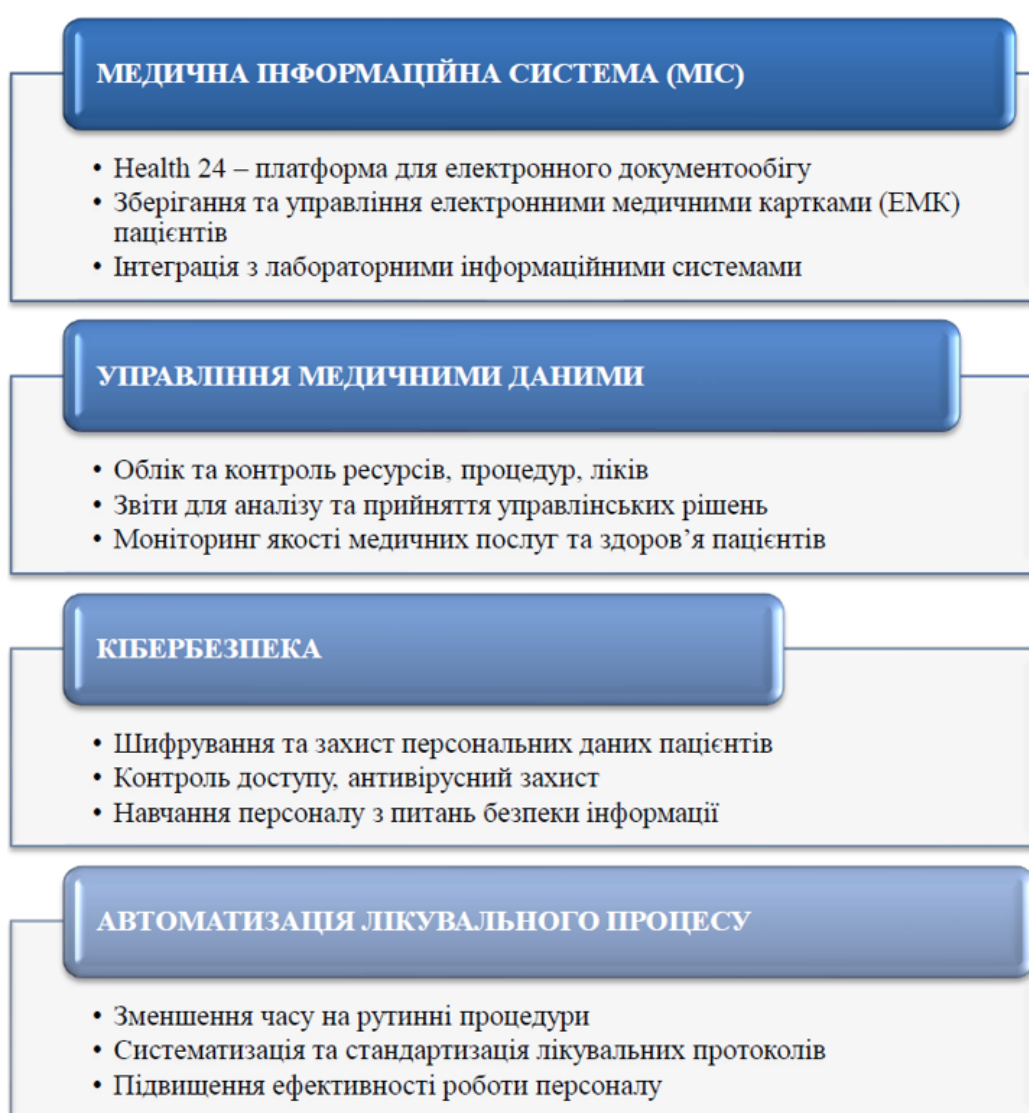 МЕДИЧНА ІНФОРМАЦІЙНА СИСТЕМА (МІС)
• Health 24 – платформа для електронного документообігу
• Зберігання та управління електронними медичними картками (ЕМК)
пацієнтів
• Інтеграція з лабораторними інформаційними системами
УПРАВЛІННЯ МЕДИЧНИМИ ДАНИМИ
• Облік та контроль ресурсів, процедур, ліків
• Звіти для аналізу та прийняття управлінських рішень
• Моніторинг якості медичних послуг та здоров’я пацієнтів
КІБЕРБЕЗПЕКА
• Шифрування та захист персональних даних пацієнтів
• Контроль доступу, антивірусний захист
• Навчання персоналу з питань безпеки інформації
АВТОМАТИЗАЦІЯ ЛІКУВАЛЬНОГО ПРОЦЕСУ
• Зменшення часу на рутинні процедури
• Систематизація та стандартизація лікувальних протоколів
• Підвищення ефективності роботи персоналу